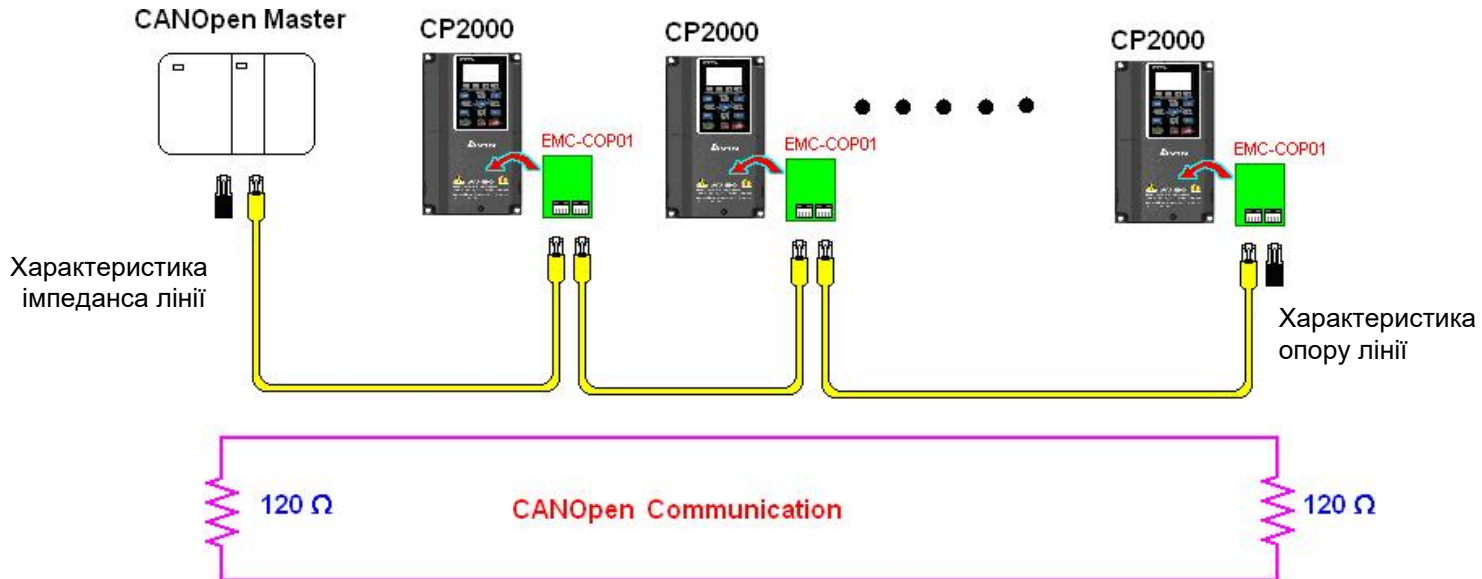 CANOpen Master
CP2000
CP2000
CP2000
EMC-COP01
EMC-COP01
EMC-COP01
Характеристика
імпеданса лінії
Характеристика
опору лінії
120 Ω
CANOpen Communication
120 Ω